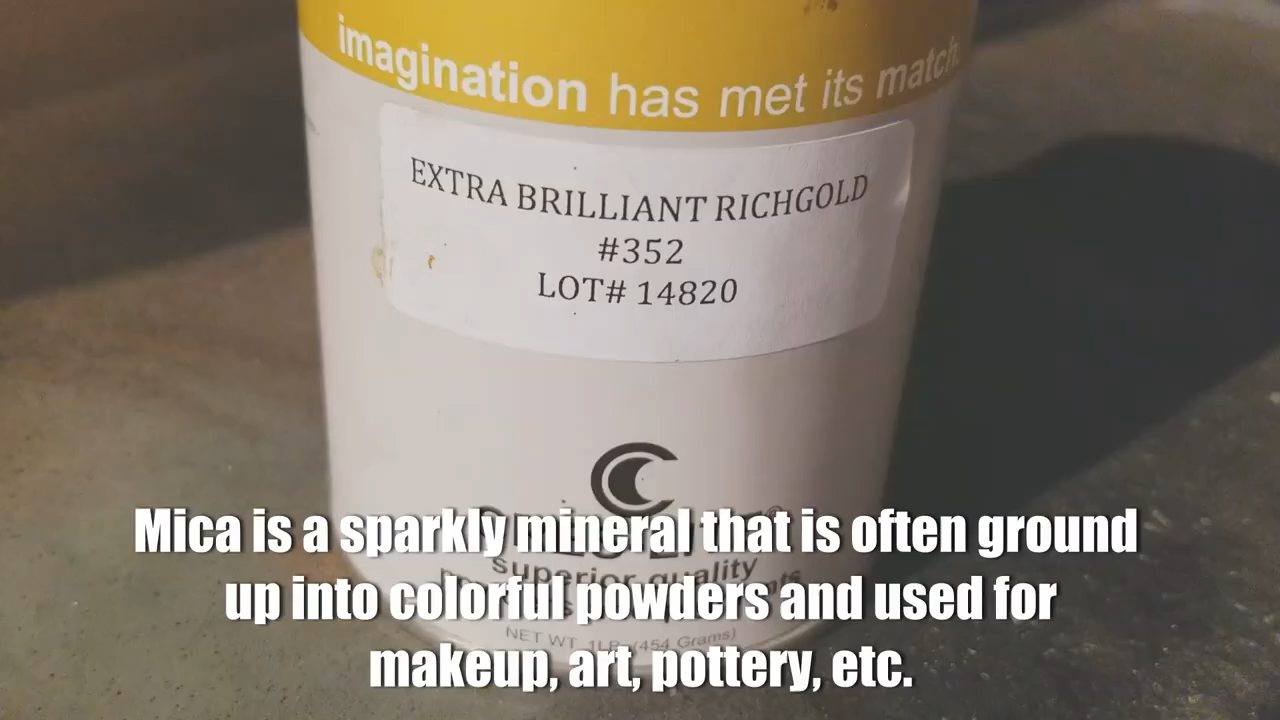 imagination has met its match.
EXTRA BRILLIANT RICHGOLD
#352
LOT# 14820
Mica is a sparkly mineral that is often ground
superior quality
up into colorful powders and used for
NET WT. 1LB. (454 Grams)
makeup, art, pottery, etc.